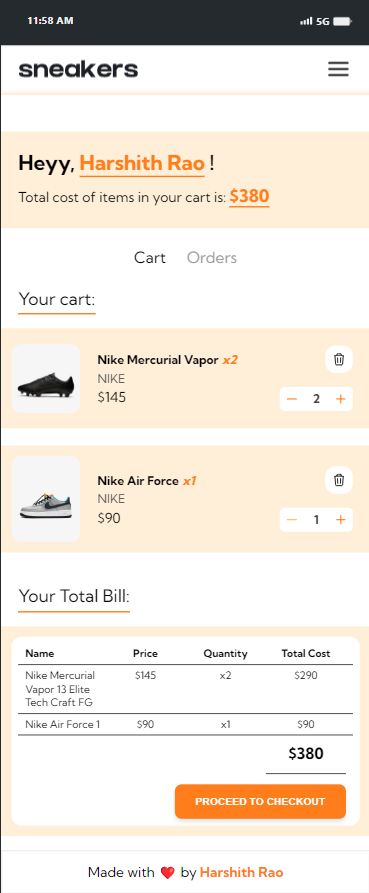 11:58 AM 5G
sneakers
Heyy, Harshith Rao !
Total cost of items in your cart is: $380
Cart Orders
Your cart:
Nike Mercurial Vapor x2
NIKE
$145
− 2 +
Nike Air Force x1
NIKE
$90
− 1 +
Your Total Bill:
Name Price Quantity Total Cost
Nike Mercurial $145 x2 $290
Vapor 13 Elite
Tech Craft FG
Nike Air Force 1 $90 x1 $90
$380
PROCEED TO CHECKOUT
Made with ❤️ by Harshith Rao